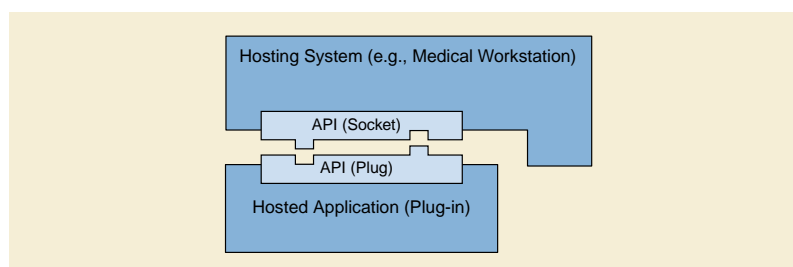 Hosting System (e.g., Medical Workstation)
API (Socket)
API (Plug)
Hosted Application (Plug-in)